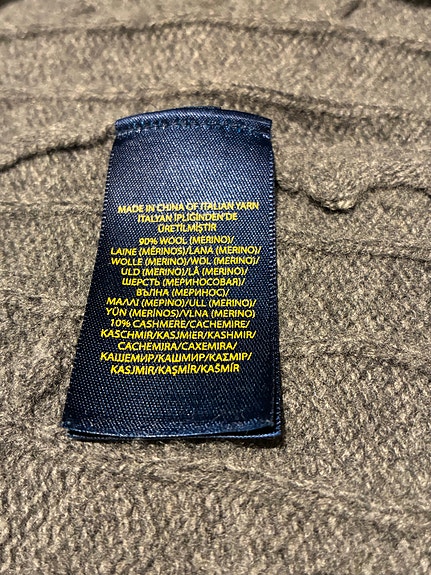 MADE IN CHINA OF ITALIAN YARN
İTALYAN İPLİĞİNDEN DE
ÜRETİLMİŞTİR
90% WOOL (MERINO)/
LAINE (MÉRINOS)/LANA (MERINO)/
WOLLE (MERINO)/WOL (MERINO)/
ULD (MERINO)/LÃ (MERINO)/
ШЕРСТЬ (МЕРИНОСОВАЯ)/
ВЪЛНА (МЕРИНОС)/
ΜΑΛΛΙ (ΜΕΡΙΝΟ)/ULL (MERINO)/
YÜN (MERİNOS)/VLNA (MERINO)
10% CASHMERE/CACHEMIRE/
KASCHMIR/KASJMIER/KASHMIR/
CACHEMIRA/CAXEMIRA/
КАШЕМИР/КАШМИР/ΚΑΣΜΙΡ/
KASJMÍR/KAŞMİR/KAŠMÍR